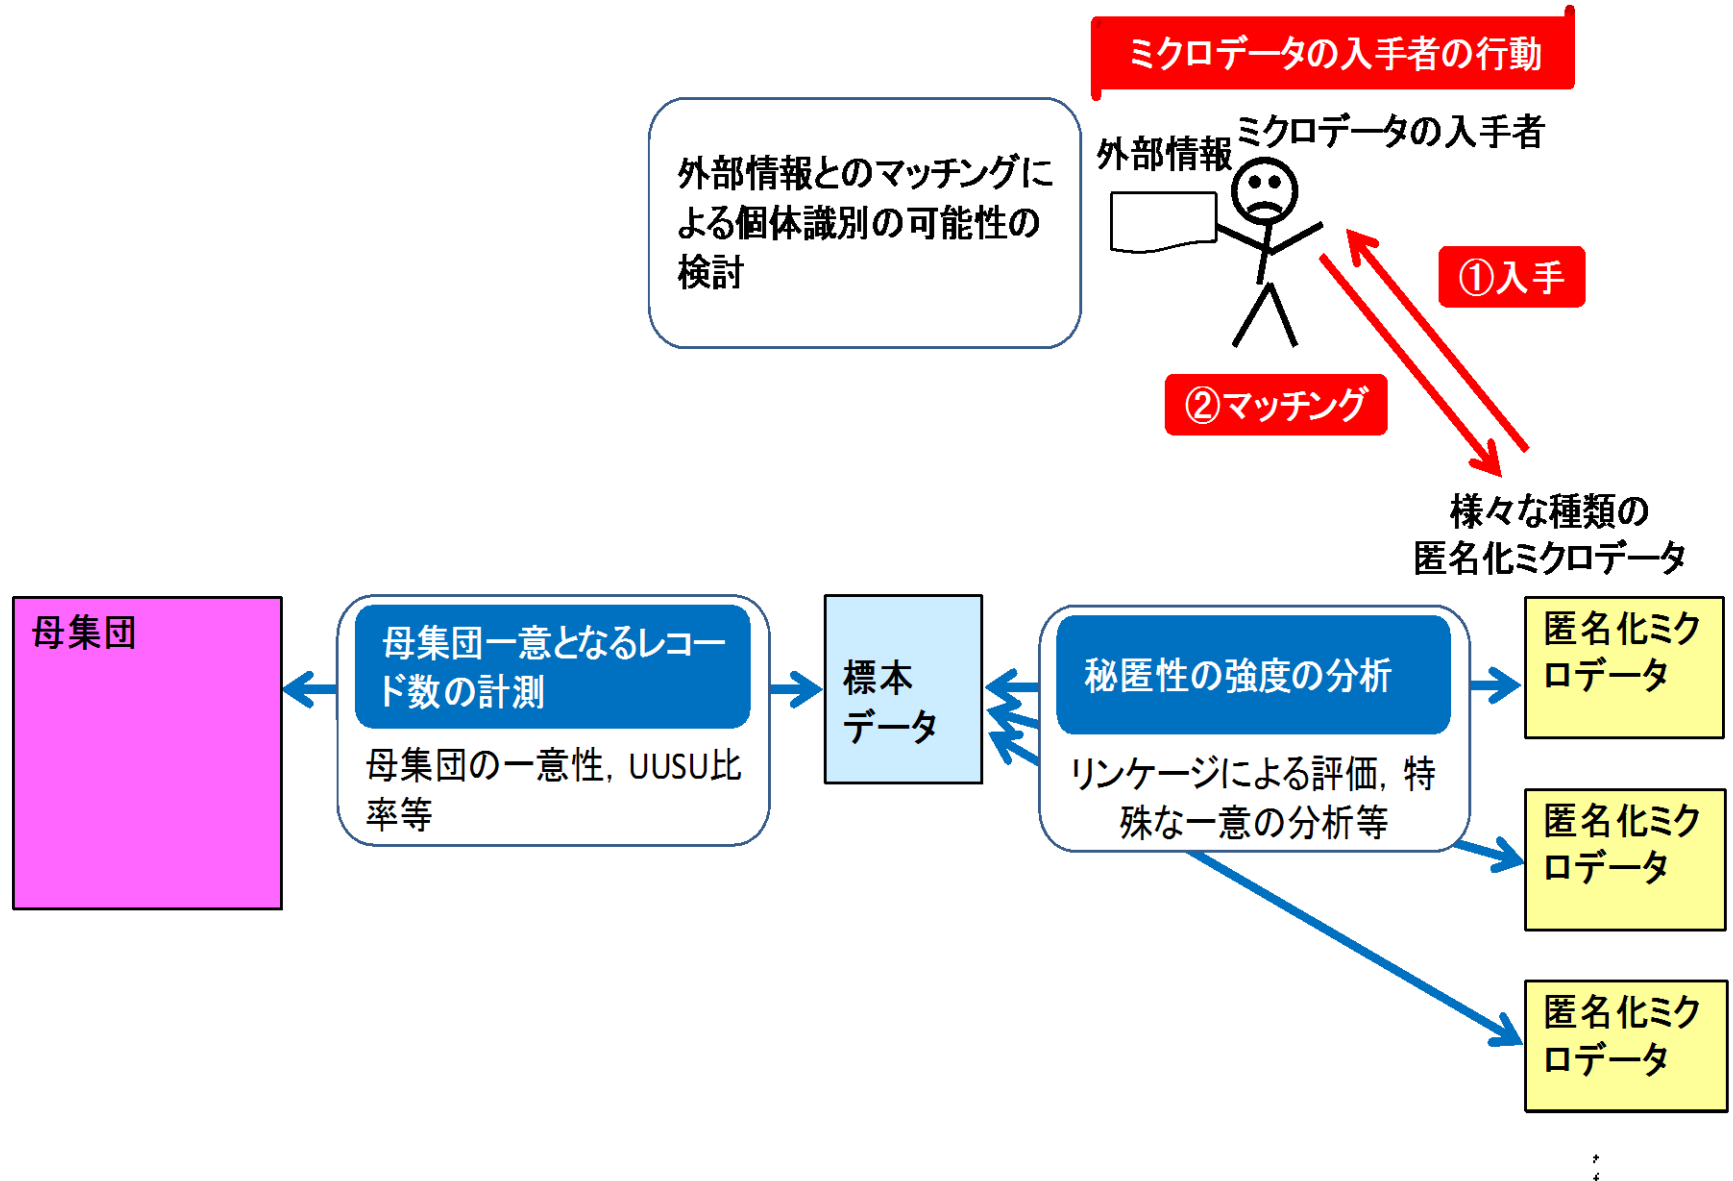 ミクロデータの入手者の行動
ミクロデータの入手者
外部情報
外部情報とのマッチングに
よる個体識別の可能性の
検討
①入手
②マッチング
様々な種類の
匿名化ミクロデータ
母集団
母集団一意となるレコー
ド数の計測
母集団の一意性, UUSU比
率等
標本
データ
秘匿性の強度の分析
リンケージによる評価, 特
殊な一意の分析等
匿名化ミク
ロデータ
匿名化ミク
ロデータ
匿名化ミク
ロデータ